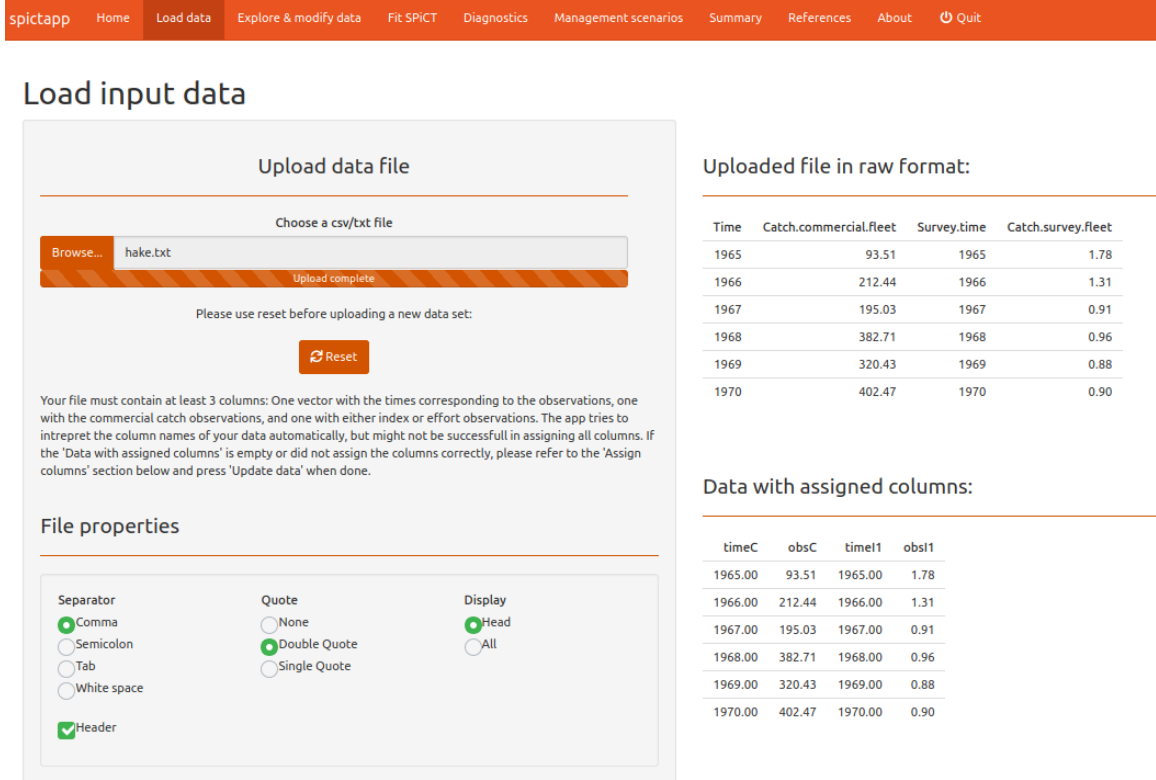 spictapp Home Load data Explore & modify data Fit SPiCT Diagnostics Management scenarios Summary References About Quit
Load input data
Upload data file
Choose a csv/txt file
Browse... hake.txt
Upload complete
Please use reset before uploading a new data set:
Reset
Your file must contain at least 3 columns: One vector with the times corresponding to the observations, one
with the commercial catch observations, and one with either index or effort observations. The app tries to
intrepret the column names of your data automatically, but might not be successfull in assigning all columns. If
the 'Data with assigned columns' is empty or did not assign the columns correctly, please refer to the 'Assign
columns' section below and press 'Update data' when done.
File properties
Separator Quote Display
Comma None Head
Semicolon Double Quote All
Tab Single Quote
White space
Header
Uploaded file in raw format:
Time Catch.commercial.fleet Survey.time Catch.survey.fleet
1965 93.51 1965 1.78
1966 212.44 1966 1.31
1967 195.03 1967 0.91
1968 382.71 1968 0.96
1969 320.43 1969 0.88
1970 402.47 1970 0.90
Data with assigned columns:
timeC obsC timeI1 obsI1
1965.00 93.51 1965.00 1.78
1966.00 212.44 1966.00 1.31
1967.00 195.03 1967.00 0.91
1968.00 382.71 1968.00 0.96
1969.00 320.43 1969.00 0.88
1970.00 402.47 1970.00 0.90